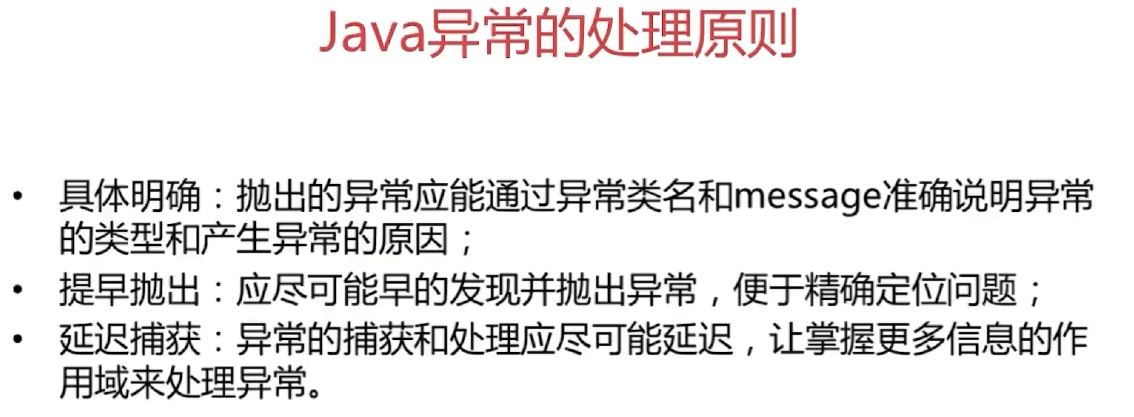 Java异常的处理原则
• 具体明确：抛出的异常应能通过异常类名和message准确说明异常
的类型和产生异常的原因；
• 提早抛出：应尽可能早的发现并抛出异常，便于精确定位问题；
• 延迟捕获：异常的捕获和处理应尽可能延迟，让掌握更多信息的作
用域来处理异常。